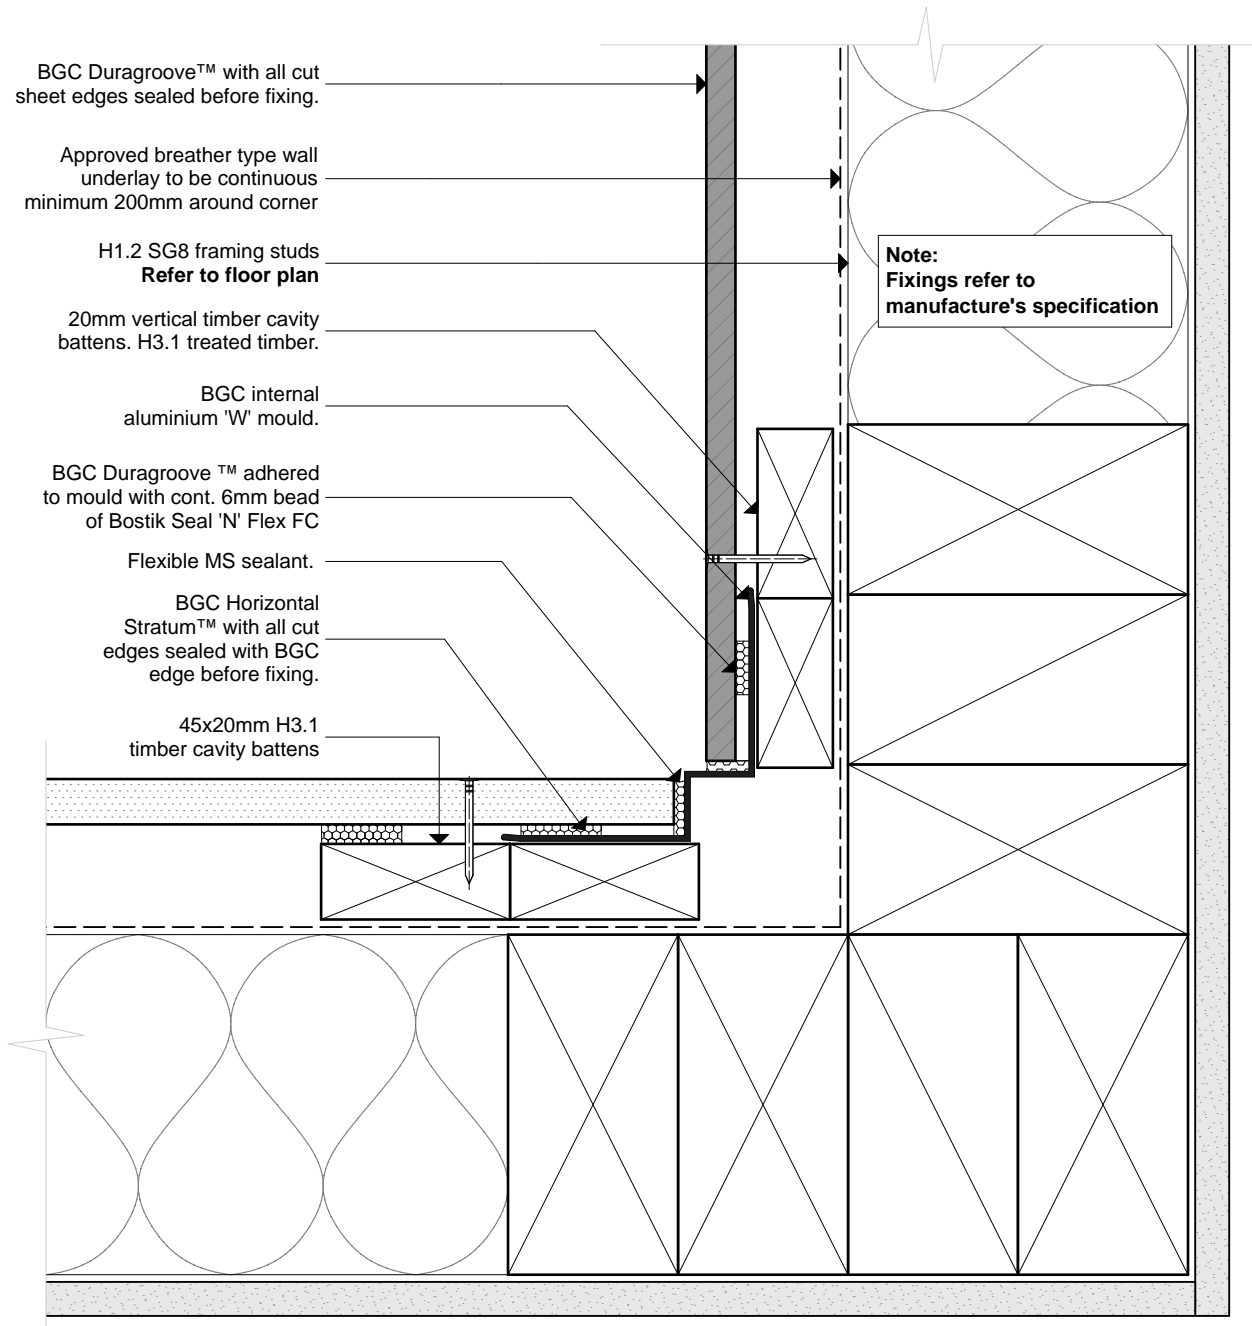 BGC Duragroove™ with all cut
sheet edges sealed before fixing.
Approved breather type wall
underlay to be continuous
minimum 200mm around corner
H1.2 SG8 framing studs
Refer to floor plan
Note:
Fixings refer to
manufacture's specification
20mm vertical timber cavity
battens. H3.1 treated timber.
BGC internal
aluminium 'W' mould.
BGC Duragroove ™ adhered
to mould with cont. 6mm bead
of Bostik Seal 'N' Flex FC
Flexible MS sealant.
BGC Horizontal
Stratum™ with all cut
edges sealed with BGC
edge before fixing.
45x20mm H3.1
timber cavity battens